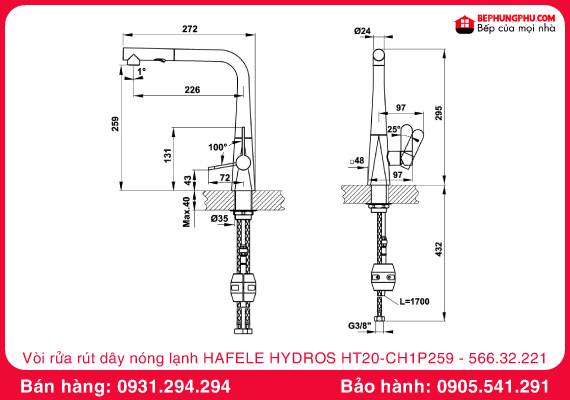 BEPHUNGPHU.COM
Bếp của mọi nhà
272
1°
226
259
131
100°
72
43
Max.40
Ø35
Ø24
97
25°
295
□48
97
432
L=1700
G3/8"
Vòi rửa rút dây nóng lạnh HAFELE HYDROS HT20-CH1P259 - 566.32.221
Bán hàng: 0931.294.294
Bảo hành: 0905.541.291